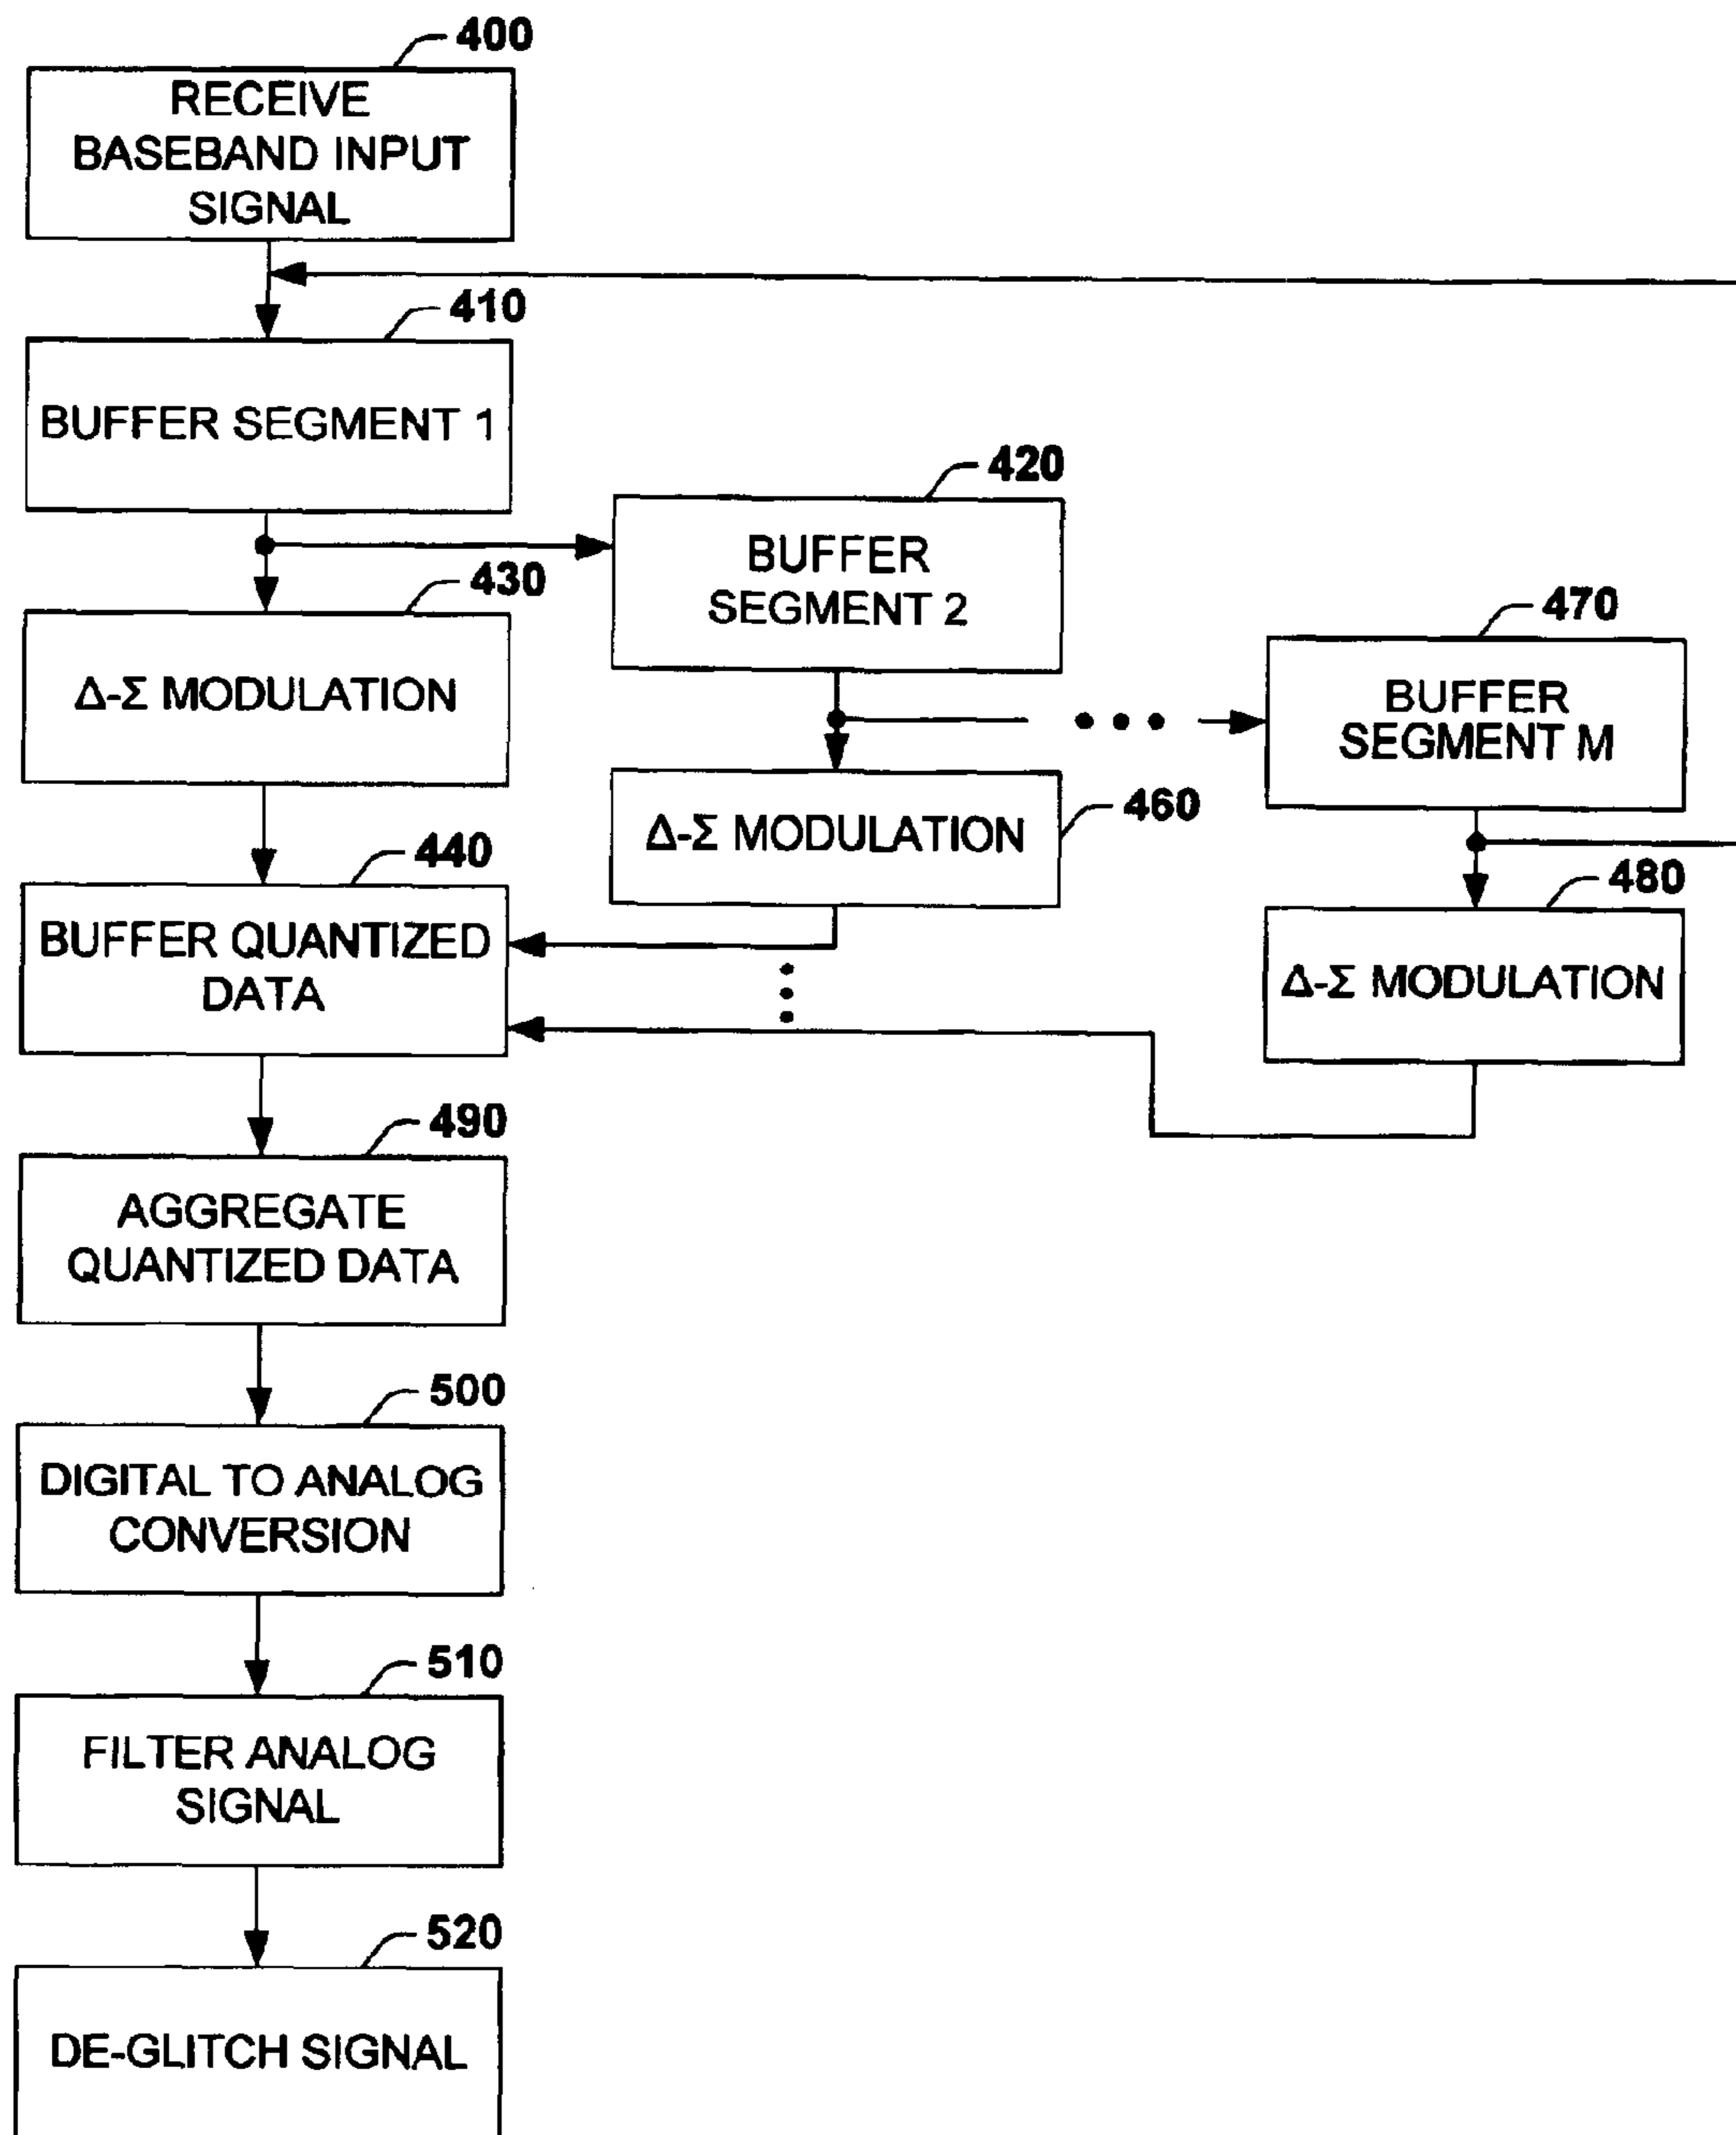 400
RECEIVE
BASEBAND INPUT
SIGNAL
410
BUFFER SEGMENT 1
420
BUFFER
SEGMENT 2
430
Δ-Σ MODULATION
470
BUFFER
SEGMENT M
460
Δ-Σ MODULATION
440
BUFFER QUANTIZED
DATA
480
Δ-Σ MODULATION
490
AGGREGATE
QUANTIZED DATA
500
DIGITAL TO ANALOG
CONVERSION
510
FILTER ANALOG
SIGNAL
520
DE-GLITCH SIGNAL